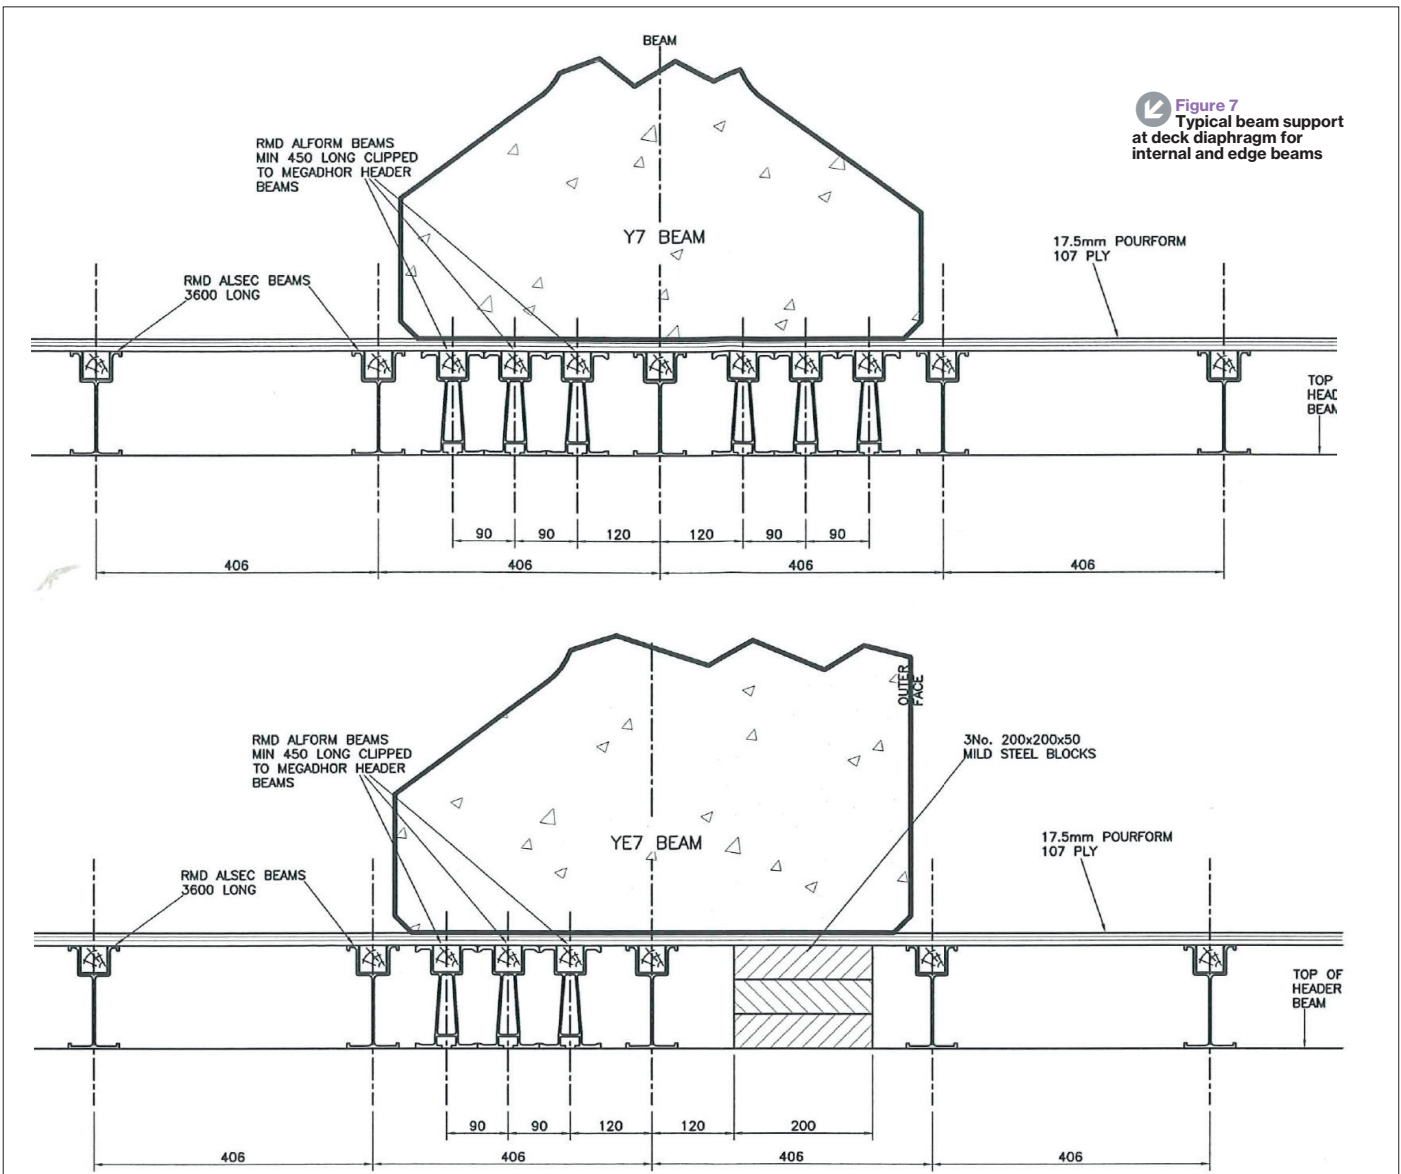 BEAM
Figure 7
Typical beam support
at deck diaphragm for
internal and edge beams
RMD ALFORM BEAMS
MIN 450 LONG CLIPPED
TO MEGADHOR HEADER
BEAMS
Y7 BEAM
17.5mm POURFORM
107 PLY
RMD ALSEC BEAMS
3600 LONG
TOP
HEAD
BEAM
90 90 120 120 90 90
406 406 406 406
OUTER
FACE
RMD ALFORM BEAMS
MIN 450 LONG CLIPPED
TO MEGADHOR HEADER
BEAMS
3No. 200x200x50
MILD STEEL BLOCKS
YE7 BEAM
17.5mm POURFORM
107 PLY
RMD ALSEC BEAMS
3600 LONG
TOP OF
HEADER
BEAM
90 90 120 120 200
406 406 406 406